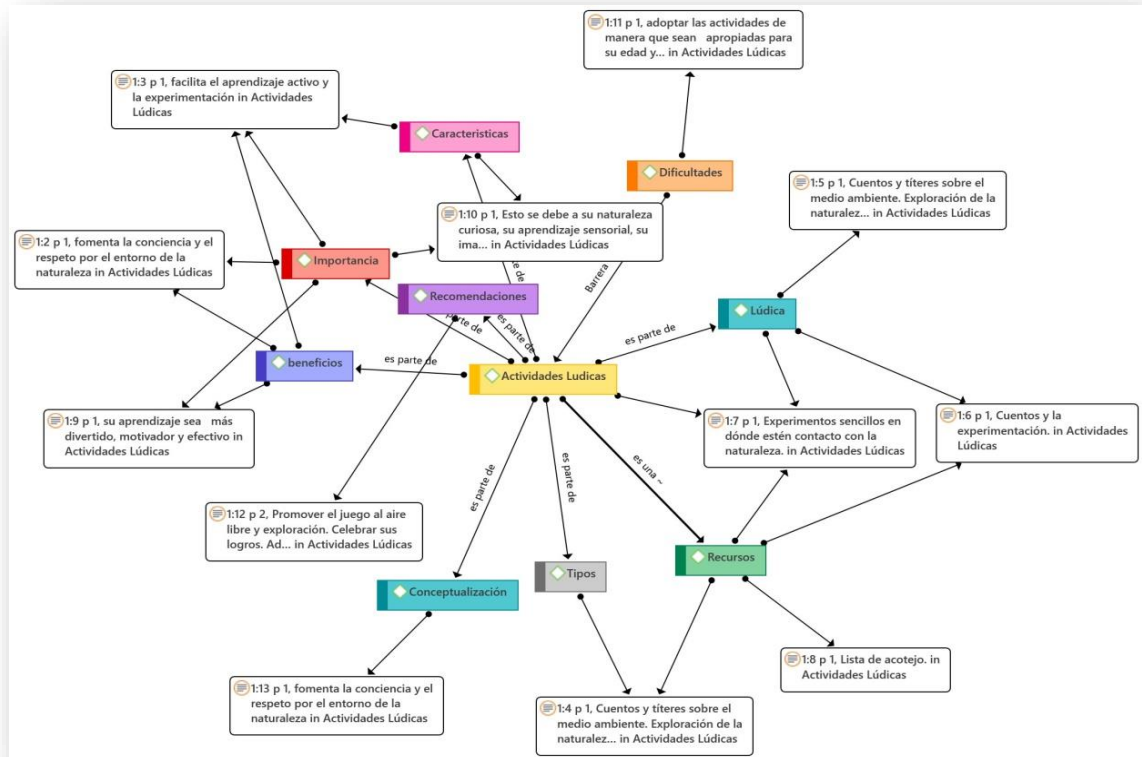 1:11 p 1, adoptar las actividades de
manera que sean apropiadas para
su edad y... in Actividades Lúdicas
1:3 p 1, facilita el aprendizaje activo y
la experimentación in Actividades
Lúdicas
Caracteristicas
Dificultades
1:5 p 1, Cuentos y títeres sobre el
medio ambiente. Exploración de la
naturalez... in Actividades Lúdicas
1:10 p 1, Esto se debe a su naturaleza
curiosa, su aprendizaje sensorial, su
ima... in Actividades Lúdicas
1:2 p 1, fomenta la conciencia y el
respeto por el entorno de la
naturaleza in Actividades Lúdicas
Importancia
te de
Barrera
Recomendaciones
Lúdica
parte de
es parte de
es parte de
beneficios
es parte de
Actividades Ludicas
1:9 p 1, su aprendizaje sea más
divertido, motivador y efectivo in
Actividades Lúdicas
1:7 p 1, Experimentos sencillos en
dónde estén contacto con la
naturaleza. in Actividades Lúdicas
1:6 p 1, Cuentos y la
experimentación. in Actividades
Lúdicas
es parte de
es parte de
es una ~
1:12 p 2, Promover el juego al aire
libre y exploración. Celebrar sus
logros. Ad... in Actividades Lúdicas
Recursos
Tipos
Conceptualización
1:8 p 1, Lista de acotejo. in
Actividades Lúdicas
1:13 p 1, fomenta la conciencia y el
respeto por el entorno de la
naturaleza in Actividades Lúdicas
1:4 p 1, Cuentos y títeres sobre el
medio ambiente. Exploración de la
naturalez... in Actividades Lúdicas